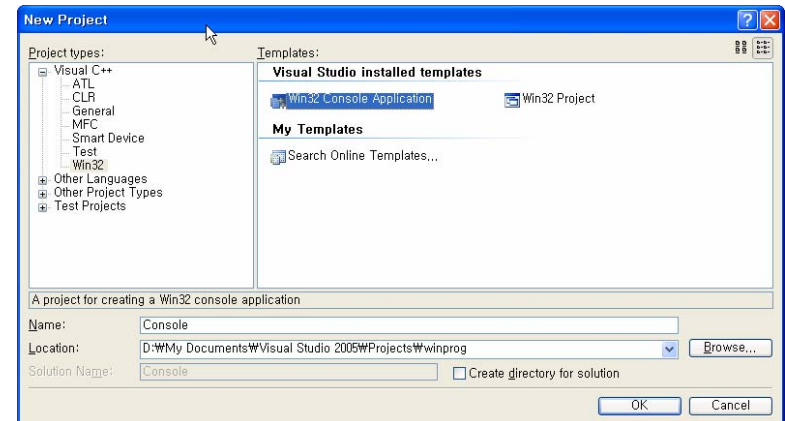 New Project
Project types:
Templates:
Visual C++
ATL
CLR
General
MFC
Smart Device
Test
Win32
Other Languages
Other Project Types
Test Projects
Visual Studio installed templates
Win32 Console Application
Win32 Project
My Templates
Search Online Templates...
A project for creating a Win32 console application
Name:
Console
Location:
D:₩My Documents₩Visual Studio 2005₩Projects₩winprog
Browse...
Solution Name:
Console
Create directory for solution
OK
Cancel